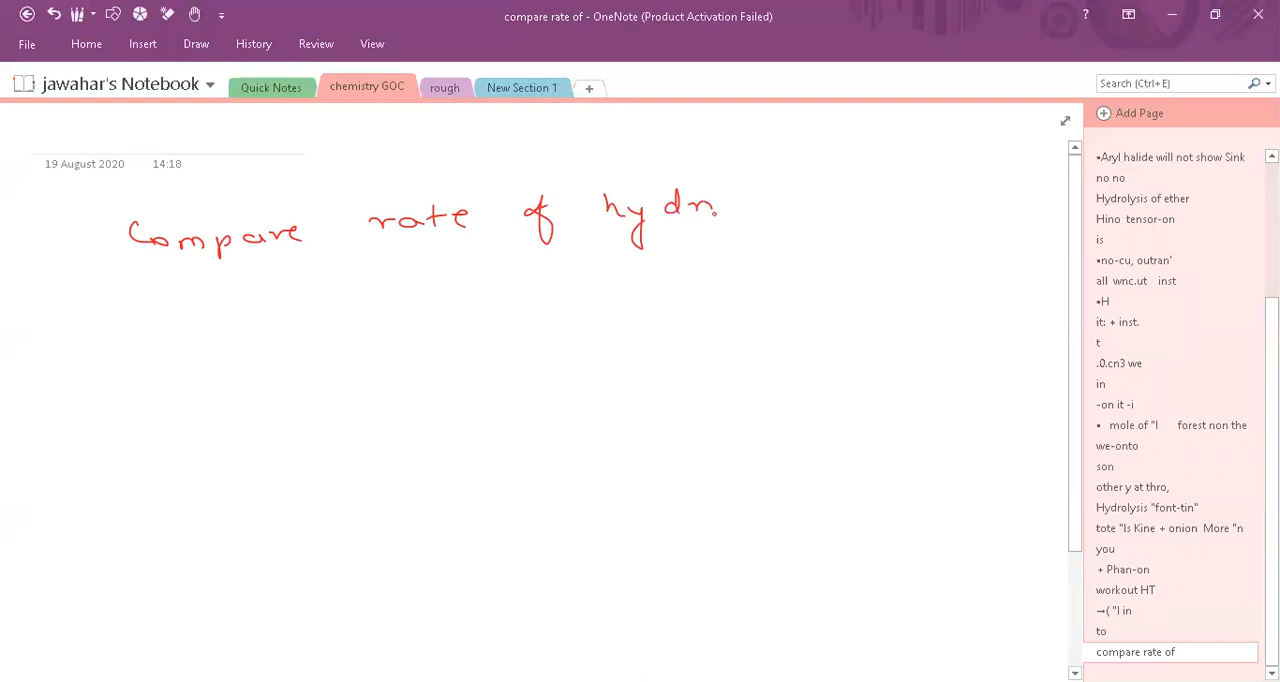 compare rate of - OneNote (Product Activation Failed)
?
File Home Insert Draw History Review View
jawahar's Notebook Quick Notes chemistry GOC rough New Section 1 +
Search (Ctrl+E)
Add Page
19 August 2020 14:18
Compare rate of hydr
•Aryl halide will not show Sink
no no
Hydrolysis of ether
Hino tensor-on
is
•no-cu, outran'
all wnc.ut inst
•H
it: + inst.
t
.0.cn3 we
in
-on it -i
• mole of "I forest non the
we-onto
son
other y at thro,
Hydrolysis "font-tin"
tote "Is Kine + onion More "n
you
+ Phan-on
workout HT
→( "I in
to
compare rate of